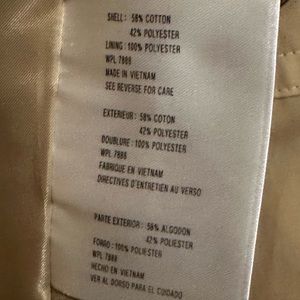 SHELL: 58% COTTON
42% POLYESTER
LINING: 100% POLYESTER
WPL 7888
MADE IN VIETNAM
SEE REVERSE FOR CARE
EXTERIEUR: 58% COTON
42% POLYESTER
DOUBLURE: 100% POLYESTER
WPL 7888
FABRIQUE EN VIETNAM
DIRECTIVES D'ENTRETIEN AU VERSO
PARTE EXTERIOR: 58% ALGODON
42% POLIESTER
FORRO: 100% POLIESTER
WPL 7888
HECHO EN VIETNAM
VER AL DORSO PARA EL CUIDADO